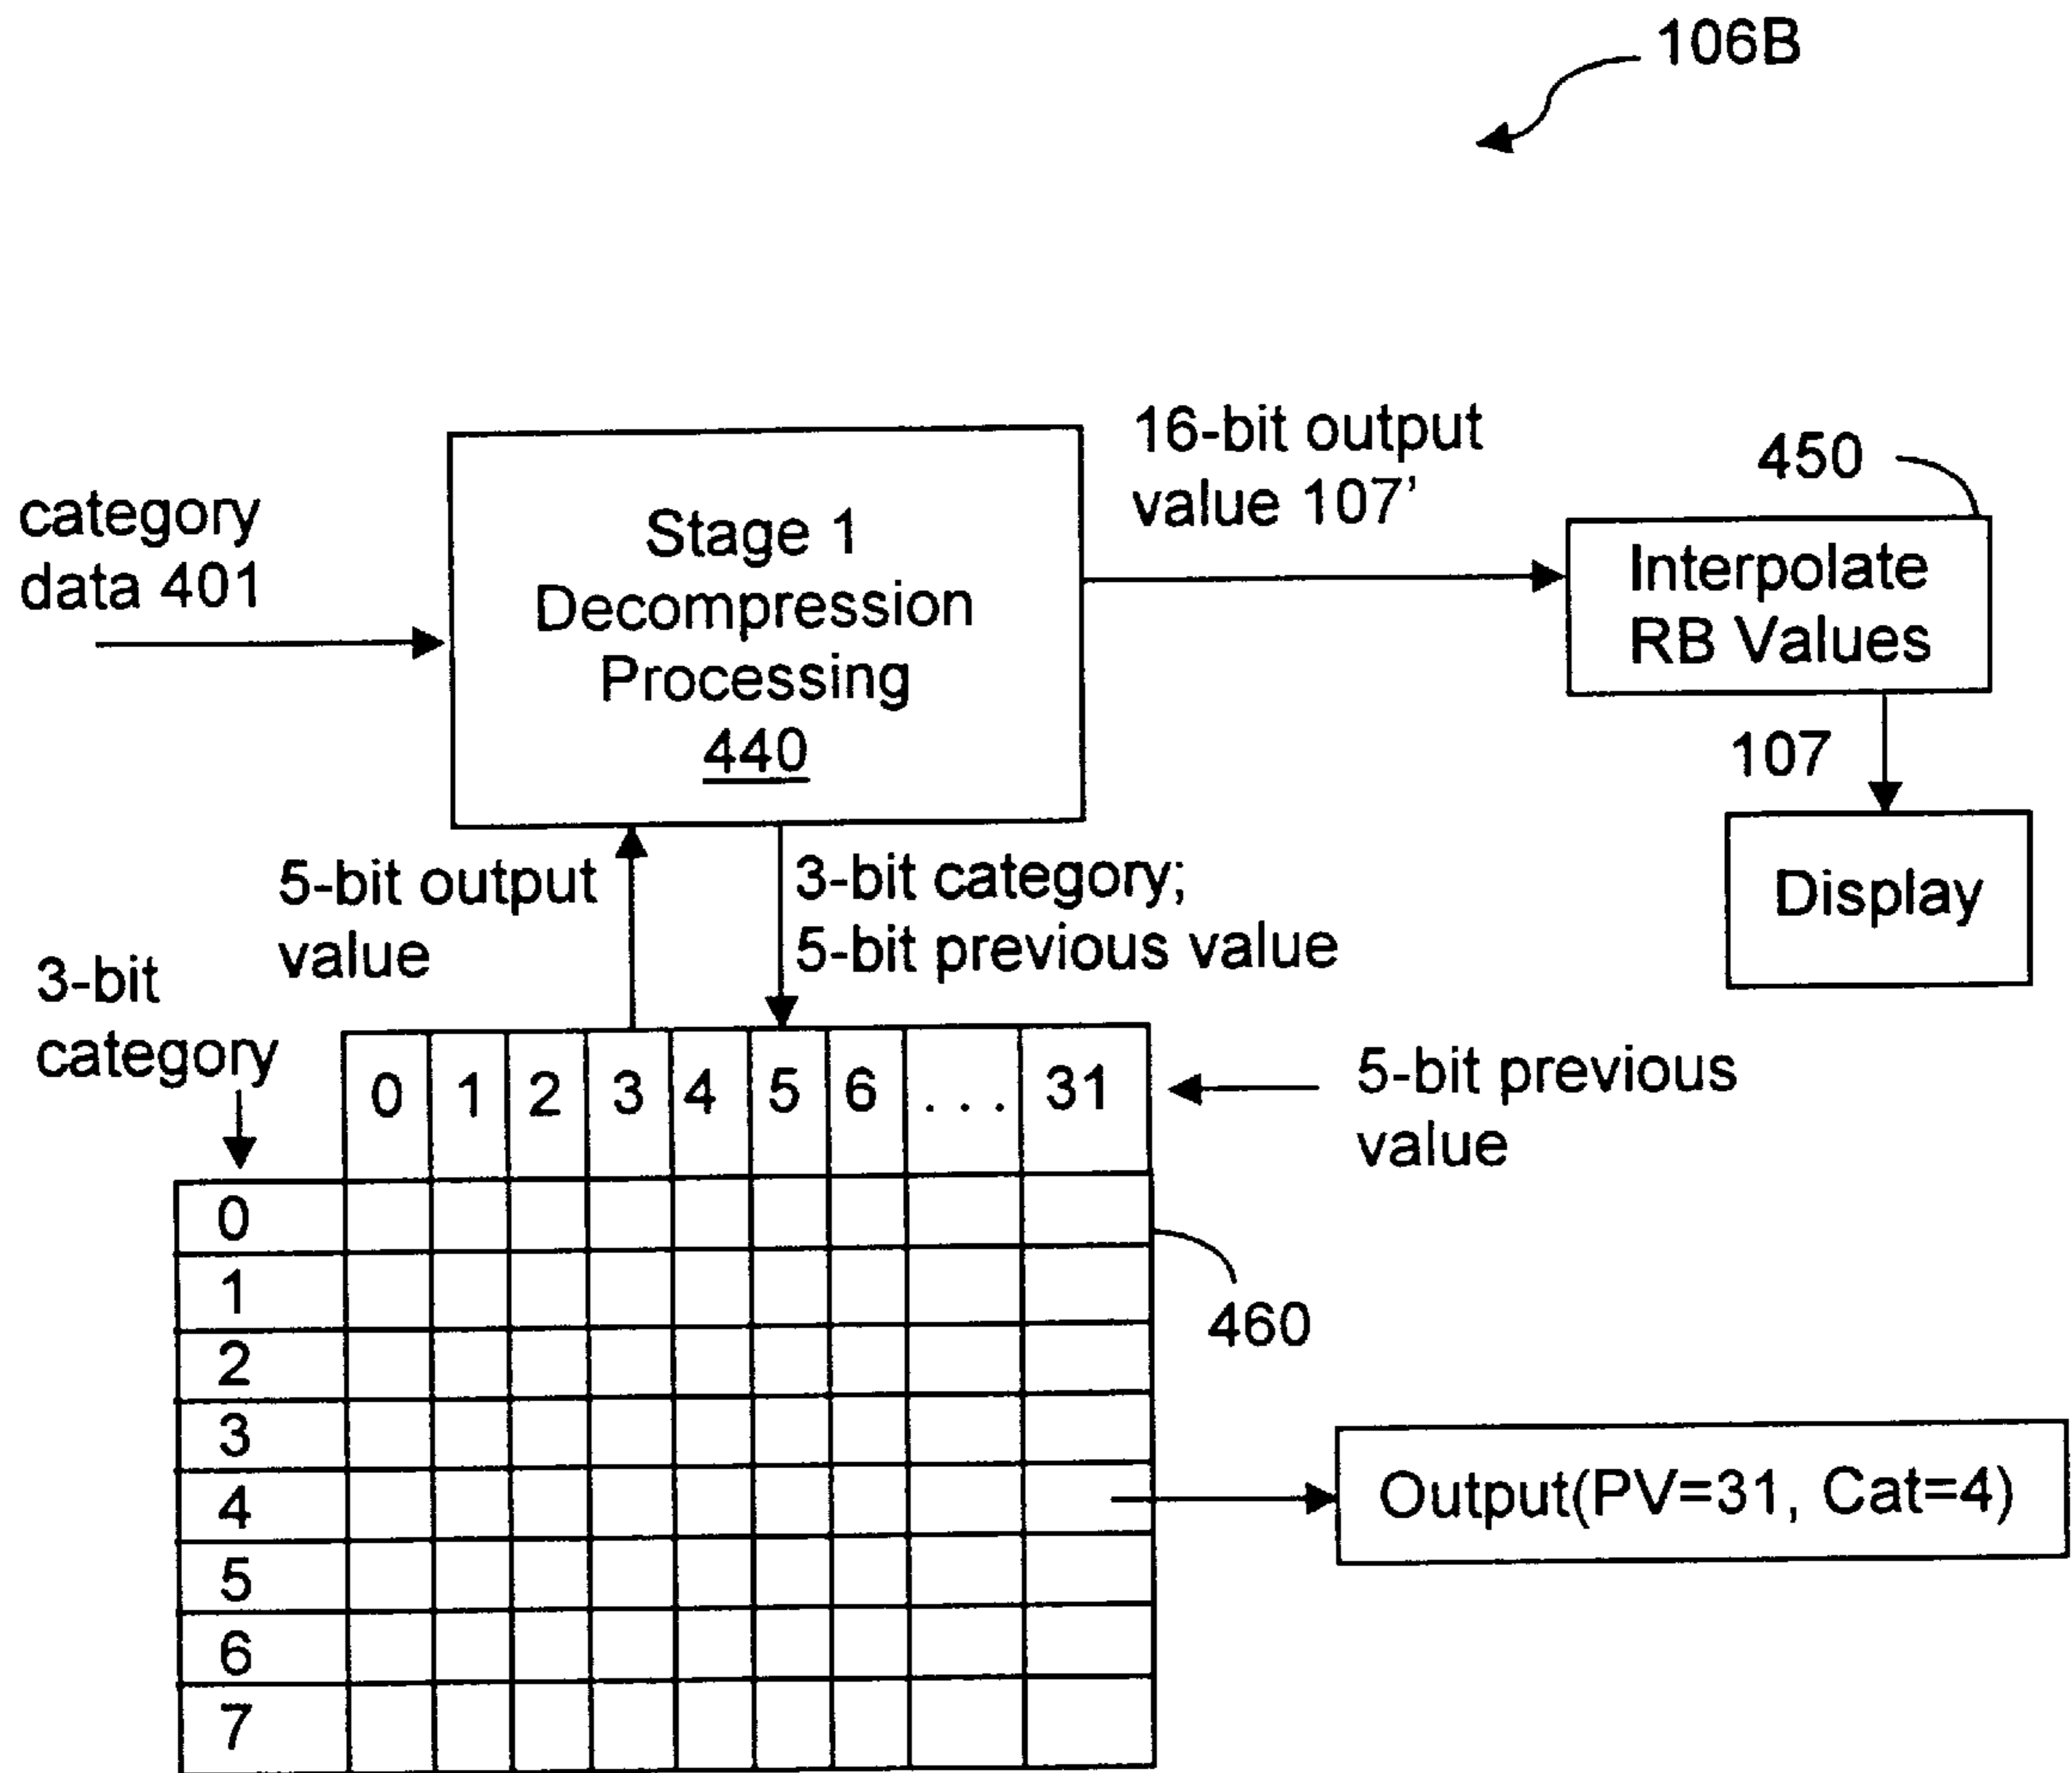 106B
16-bit output
value 107’
450
category
data 401
Stage 1
Decompression
Processing
440
Interpolate
RB Values
107
Display
5-bit output
value
3-bit category;
5-bit previous value
3-bit
category
0 1 2 3 4 5 6 . . . 31
5-bit previous
value
0
1
2
3
4
5
6
7
460
Output(PV=31, Cat=4)